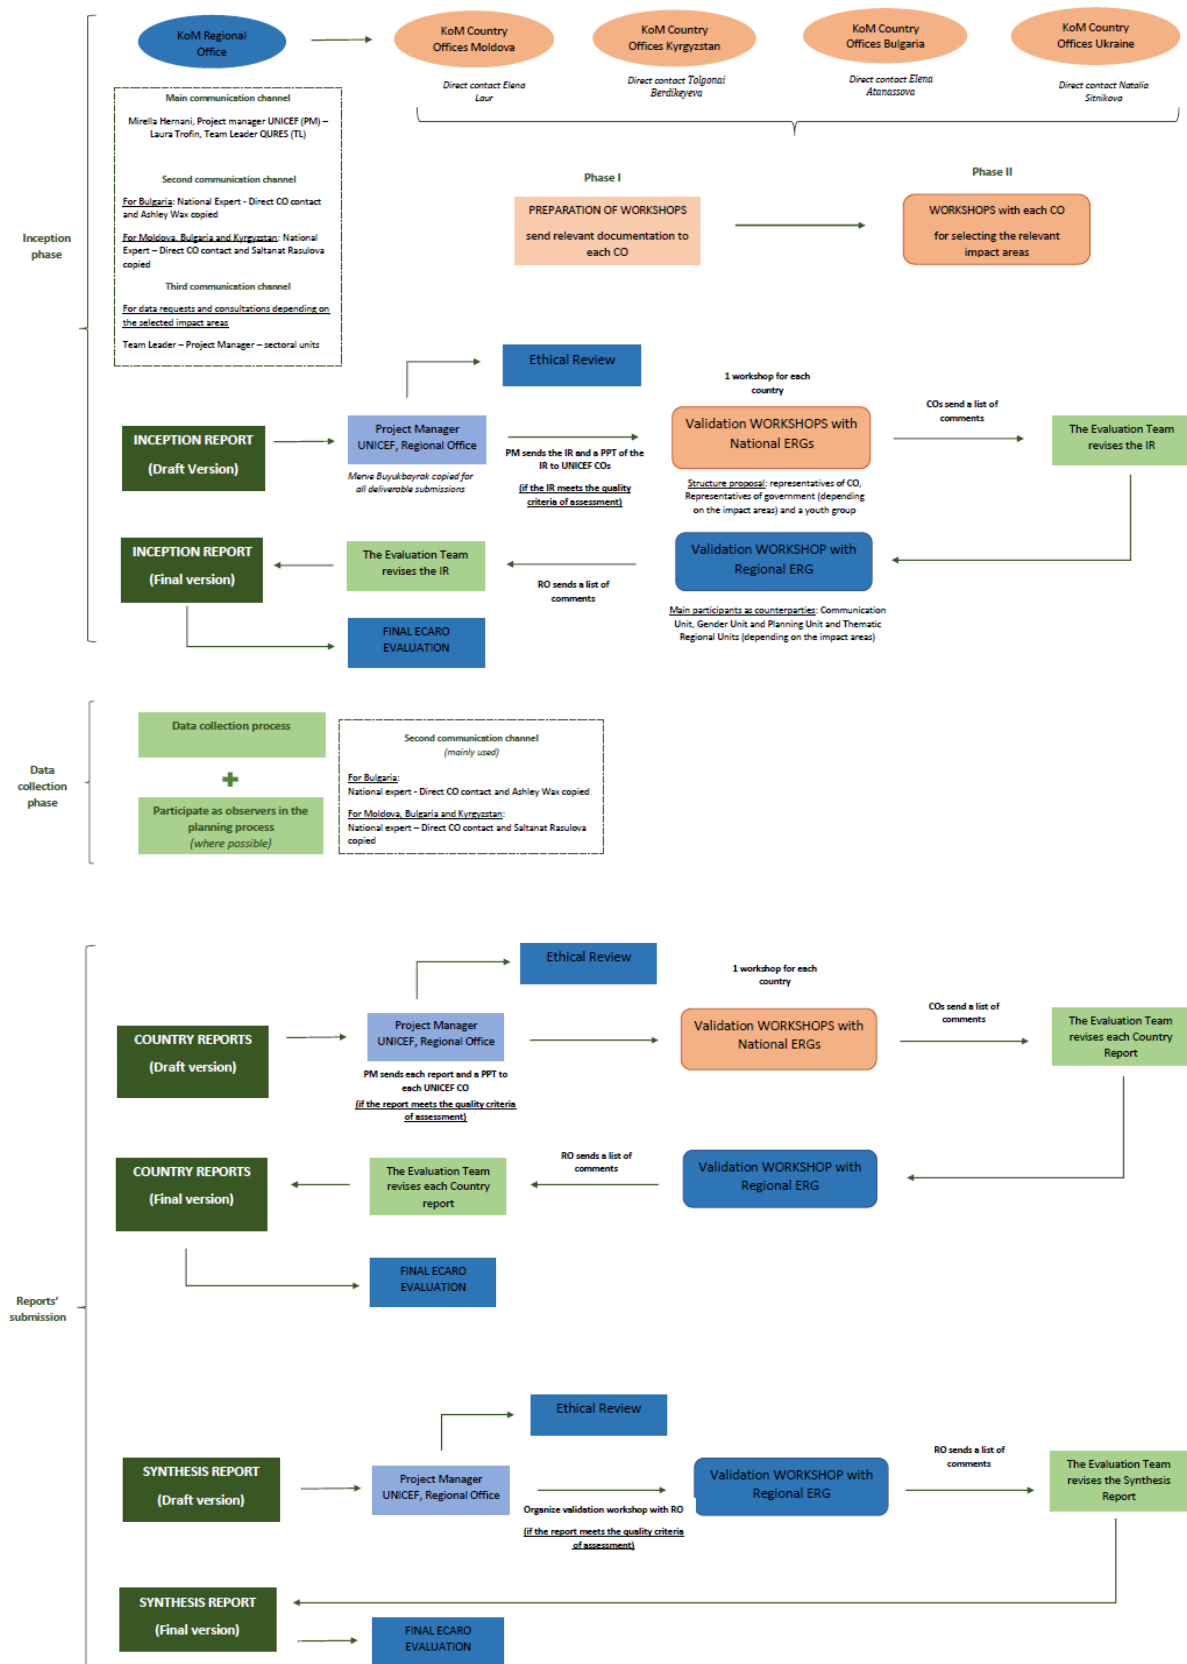 KoM Regional
Office
KoM Country
Offices Moldova
KoM Country
Offices Kyrgyzstan
KoM Country
Offices Bulgaria
KoM Country
Offices Ukraine
Direct contact Elena
Laur
Direct contact Tolgonai
Berdikeyeva
Direct contact Elena
Atanassova
Direct contact Natalia
Sitnikova
Main communication channel
Mirella Hernani, Project manager UNICEF (PM) –
Laura Trofin, Team Leader QURES (TL)
Second communication channel
For Bulgaria: National Expert - Direct CO contact
and Ashley Wax copied
For Moldova, Bulgaria and Kyrgyzstan: National
Expert – Direct CO contact and Saltanat Rasulova
copied
Third communication channel
For data requests and consultations depending on
the selected impact areas
Team Leader – Project Manager – sectoral units
Inception
phase
Phase I
Phase II
PREPARATION OF WORKSHOPS
send relevant documentation to
each CO
WORKSHOPS with each CO
for selecting the relevant
impact areas
Ethical Review
1 workshop for each
country
INCEPTION REPORT
(Draft Version)
Project Manager
UNICEF, Regional Office
Merve Buyukbayrak copied for
all deliverable submissions
PM sends the IR and a PPT of the
IR to UNICEF COs
(if the IR meets the quality
criteria of assessment)
Validation WORKSHOPS with
National ERGs
Structure proposal: representatives of CO,
Representatives of government (depending
on the impact areas) and a youth group
COs send a list of
comments
The Evaluation Team
revises the IR
INCEPTION REPORT
(Final version)
The Evaluation Team
revises the IR
RO sends a list of
comments
Validation WORKSHOP with
Regional ERG
Main participants as counterparties: Communication
Unit, Gender Unit and Planning Unit and Thematic
Regional Units (depending on the impact areas)
FINAL ECARO
EVALUATION
Data
collection
phase
Data collection process
Participate as observers in the
planning process
(where possible)
Second communication channel
(mainly used)
For Bulgaria:
National expert - Direct CO contact and Ashley Wax copied
For Moldova, Bulgaria and Kyrgyzstan:
National expert – Direct CO contact and Saltanat Rasulova
copied
Reports'
submission
Ethical Review
1 workshop for each
country
COUNTRY REPORTS
(Draft version)
Project Manager
UNICEF, Regional Office
PM sends each report and a PPT to
each UNICEF CO
(if the report meets the quality criteria
of assessment)
Validation WORKSHOPS with
National ERGs
COs send a list of
comments
The Evaluation Team
revises each Country
Report
COUNTRY REPORTS
(Final version)
The Evaluation Team
revises each Country
report
RO sends a list of
comments
Validation WORKSHOP with
Regional ERG
FINAL ECARO
EVALUATION
Ethical Review
SYNTHESIS REPORT
(Draft version)
Project Manager
UNICEF, Regional Office
Organize validation workshop with RO
(if the report meets the quality criteria
of assessment)
Validation WORKSHOP with
Regional ERG
RO sends a list of
comments
The Evaluation Team
revises the Synthesis
Report
SYNTHESIS REPORT
(Final version)
FINAL ECARO
EVALUATION